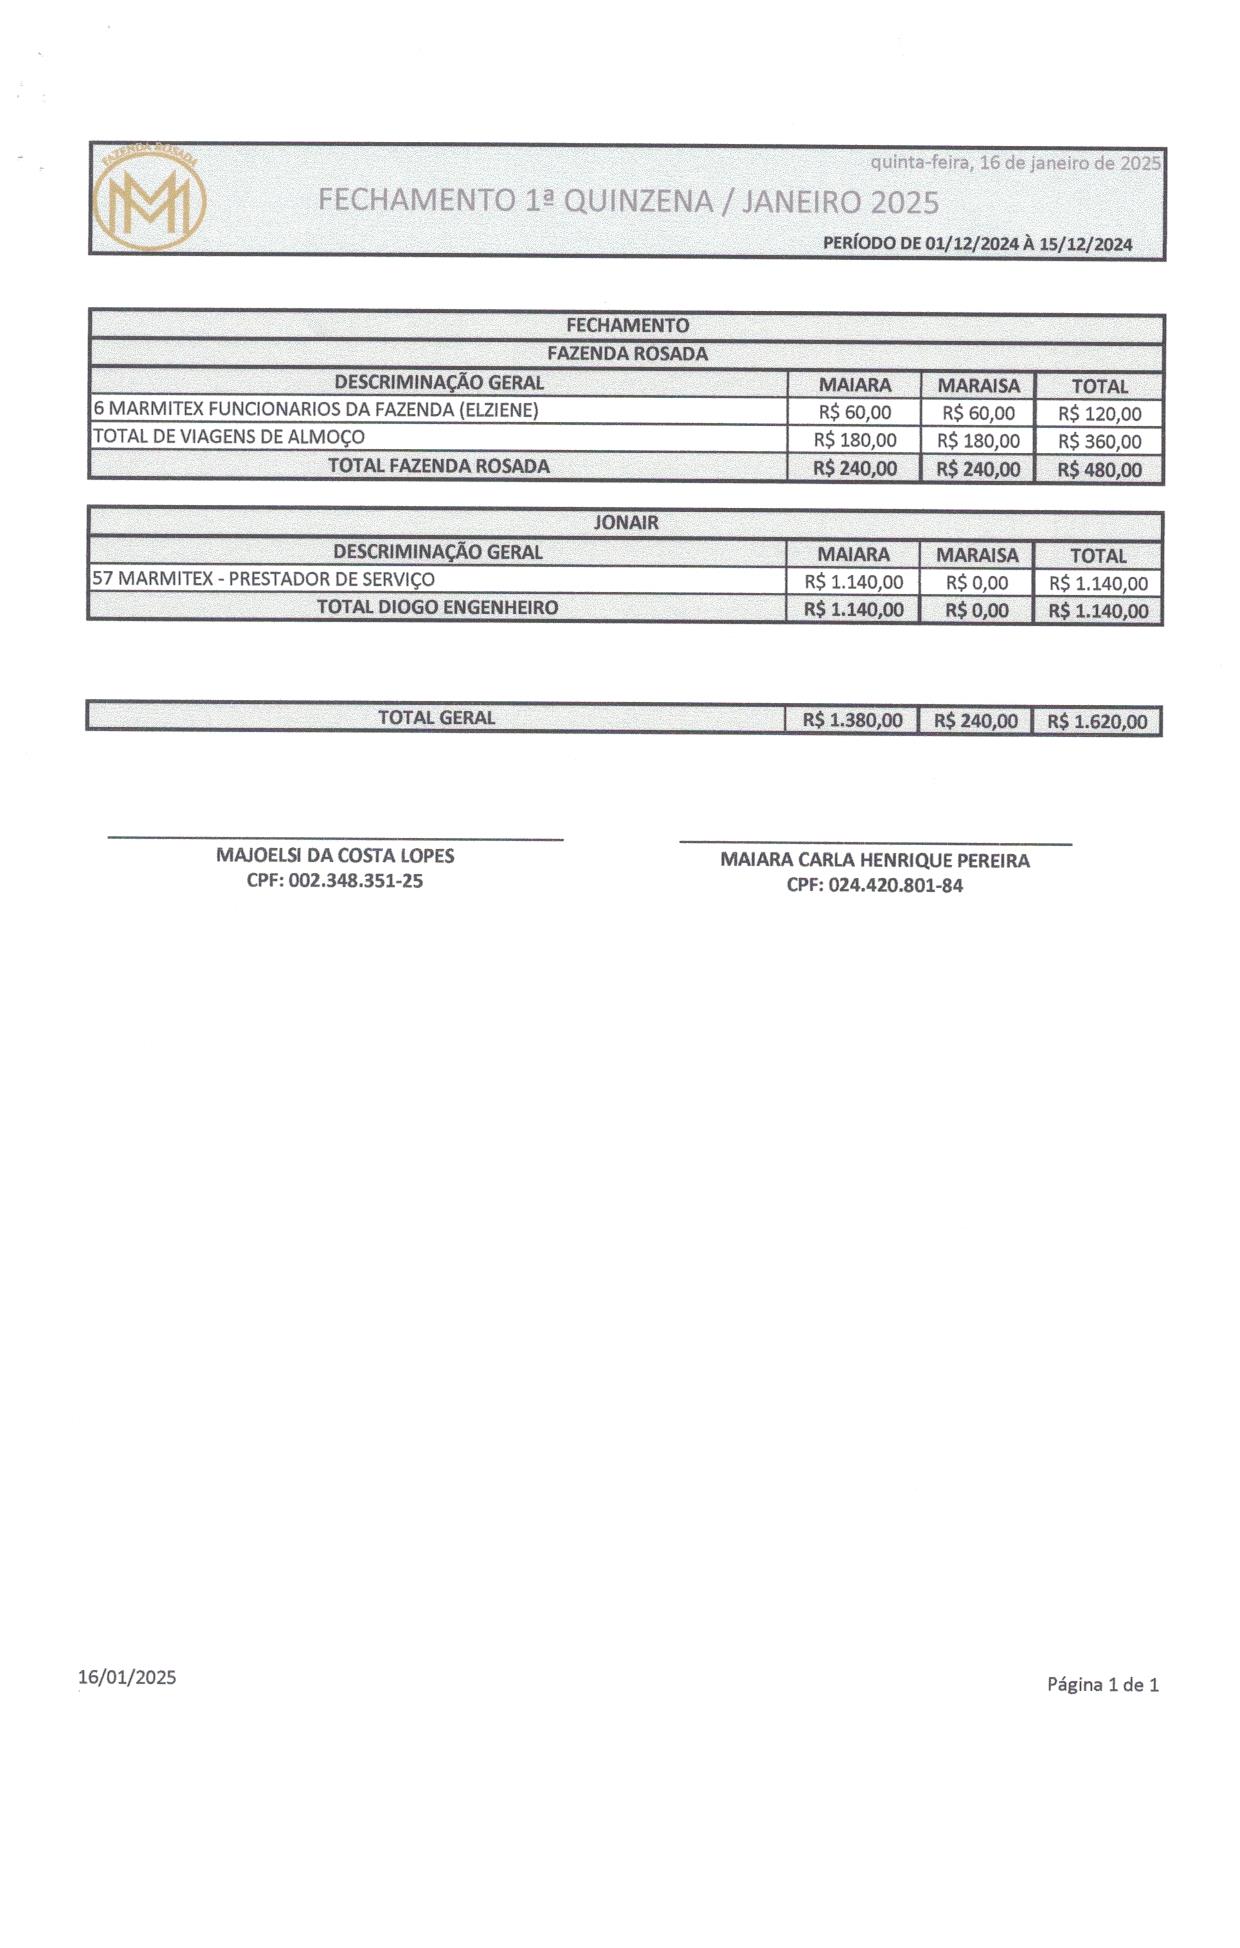 FAZENDA ROSADA
MM
quinta-feira, 16 de janeiro de 2025
FECHAMENTO 1ª QUINZENA / JANEIRO 2025
PERÍODO DE 01/12/2024 À 15/12/2024
FECHAMENTO
FAZENDA ROSADA
DESCRIMINAÇÃO GERAL MAIARA MARAISA TOTAL
6 MARMITEX FUNCIONARIOS DA FAZENDA (ELZIENE) R$ 60,00 R$ 60,00 R$ 120,00
TOTAL DE VIAGENS DE ALMOÇO R$ 180,00 R$ 180,00 R$ 360,00
TOTAL FAZENDA ROSADA R$ 240,00 R$ 240,00 R$ 480,00
JONAIR
DESCRIMINAÇÃO GERAL MAIARA MARAISA TOTAL
57 MARMITEX - PRESTADOR DE SERVIÇO R$ 1.140,00 R$ 0,00 R$ 1.140,00
TOTAL DIOGO ENGENHEIRO R$ 1.140,00 R$ 0,00 R$ 1.140,00
TOTAL GERAL R$ 1.380,00 R$ 240,00 R$ 1.620,00
MAJOELSI DA COSTA LOPES
CPF: 002.348.351-25
MAIARA CARLA HENRIQUE PEREIRA
CPF: 024.420.801-84
16/01/2025
Página 1 de 1